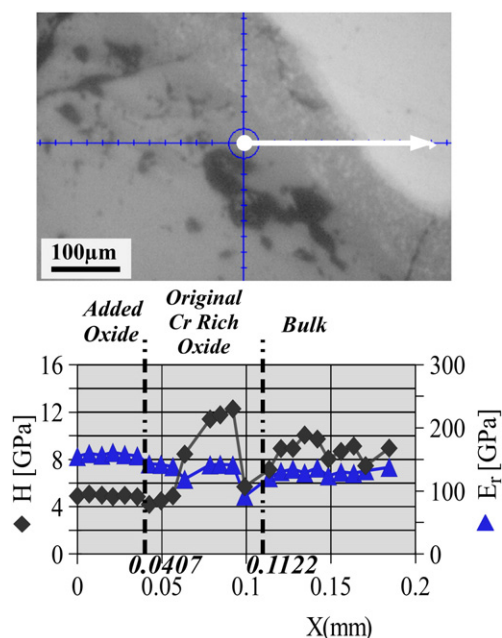 100μm
Added Oxide
Original Cr Rich Oxide
Bulk
16
12
8
4
0
H [GPa]
300
200
100
0
Er [GPa]
0.0407
0.1122
0
0.05
0.1
0.15
0.2
X(mm)